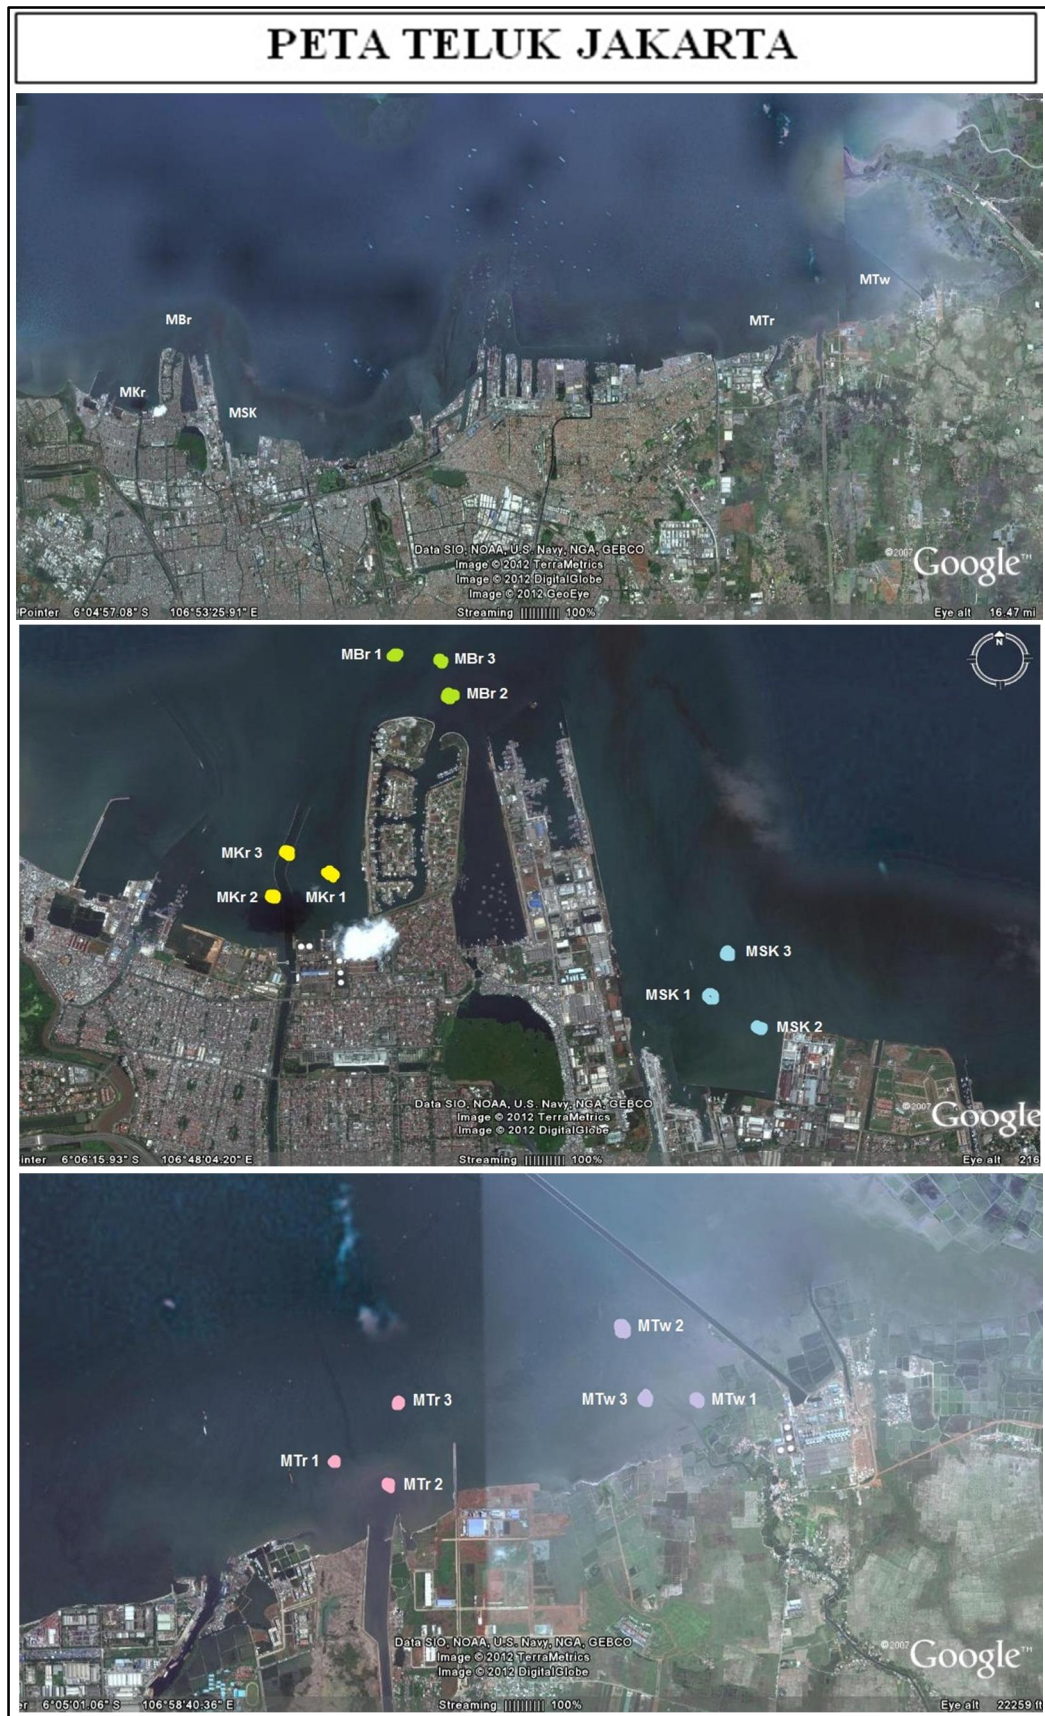 PETA TELUK JAKARTA
MTw
MBr
MTr
MKr
MSK
Data SIO, NOAA, U.S. Navy, NGA, GEBCO
Image © 2012 TerraMetrics
Image © 2012 DigitalGlobe
Image © 2012 GeoEye
©2007 Google™
Pointer 6°04'57.08" S 106°53'25.91" E Streaming |||||||||| 100% Eye alt 16.47 mi
N
MBr 1
MBr 3
MBr 2
MKr 3
MKr 2
MKr 1
MSK 3
MSK 1
MSK 2
Data SIO, NOAA, U.S. Navy, NGA, GEBCO
Image © 2012 TerraMetrics
Image © 2012 DigitalGlobe
©2007 Google
inter 6°06'15.93" S 106°48'04.20" E Streaming |||||||||| 100% Eye alt 216
MTw 2
MTr 3
MTw 3
MTw 1
MTr 1
MTr 2
Data SIO, NOAA, U.S. Navy, NGA, GEBCO
Image © 2012 TerraMetrics
Image © 2012 DigitalGlobe
©2007 Google™
er 6°05'01.06" S 106°58'40.36" E Streaming |||||||||| 100% Eye alt 22259 ft